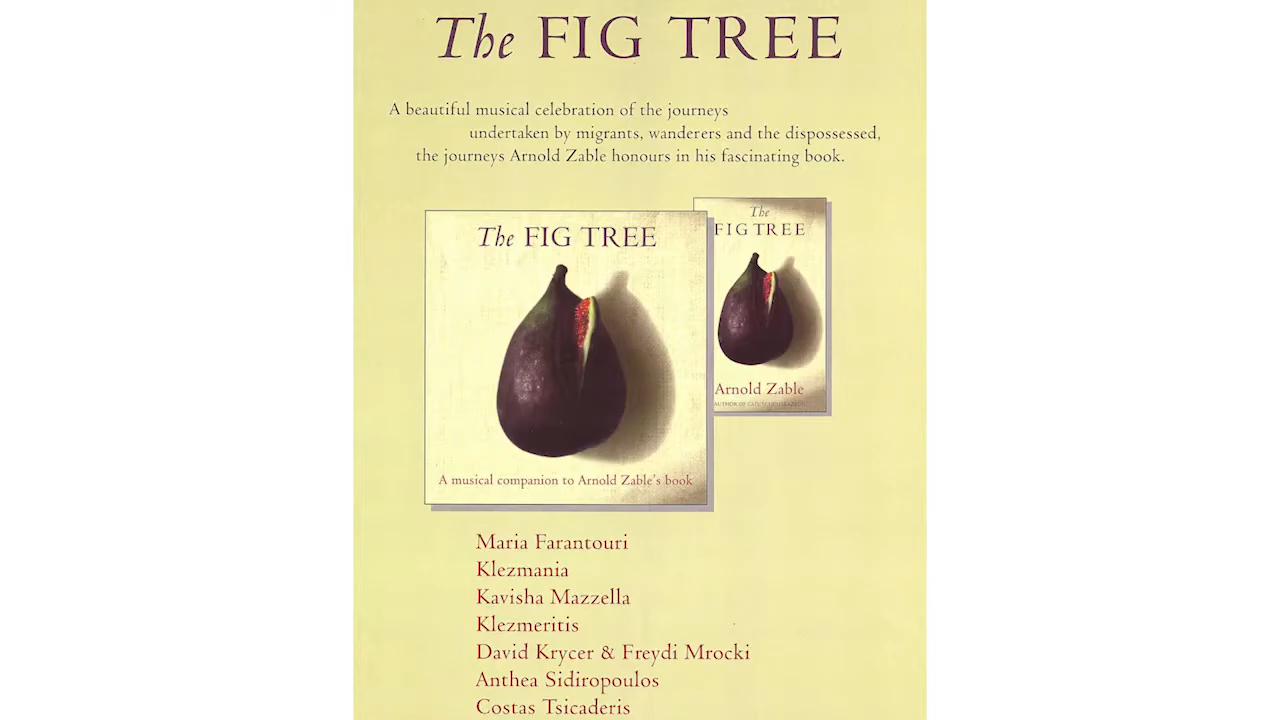 The FIG TREE
A beautiful musical celebration of the journeys
undertaken by migrants, wanderers and the dispossessed,
the journeys Arnold Zable honours in his fascinating book.
The
FIG TREE
The FIG TREE
Arnold Zable
AUTHOR OF
A musical companion to Arnold Zable's book
Maria Farantouri
Klezmania
Kavisha Mazzella
Klezmeritis
David Krycer & Freydi Mrocki
Anthea Sidiropoulos
Costas Tsicaderis